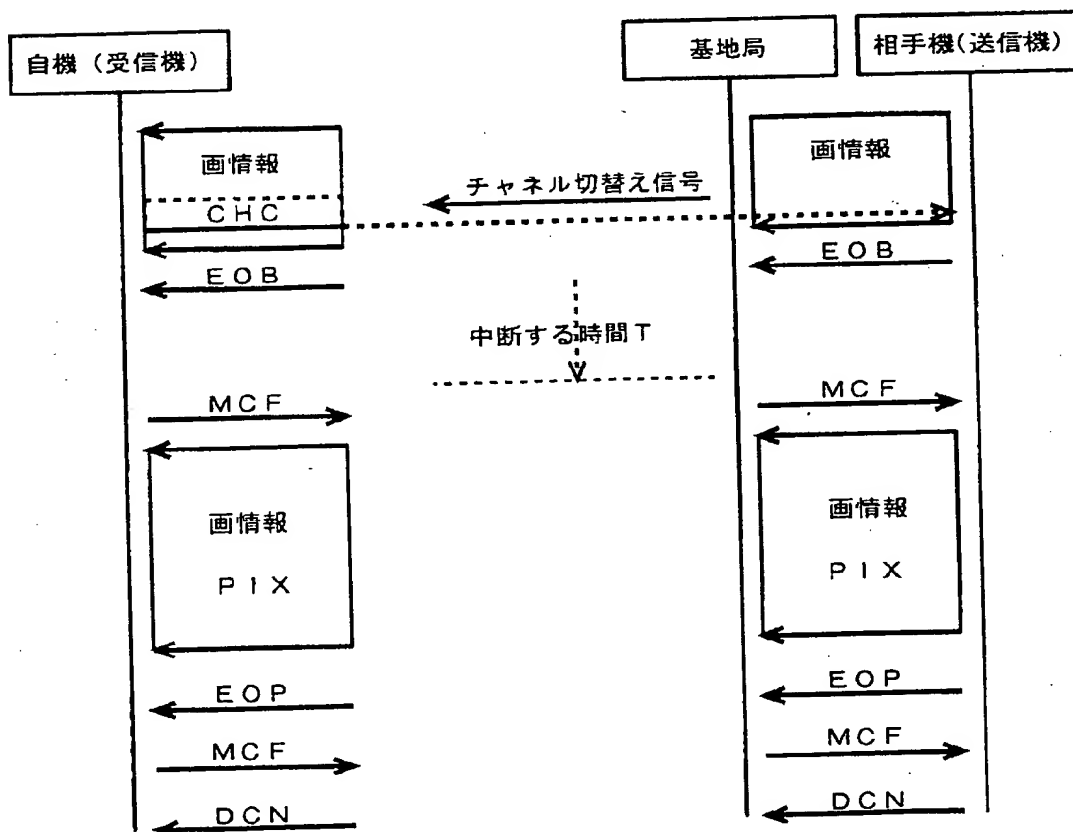 自機（受信機）
基地局
相手機(送信機)
画情報
画情報
チャネル切替え信号
CHC
EOB
EOB
中断する時間T
MCF
MCF
画情報
画情報
PIX
PIX
EOP
EOP
MCF
MCF
DCN
DCN